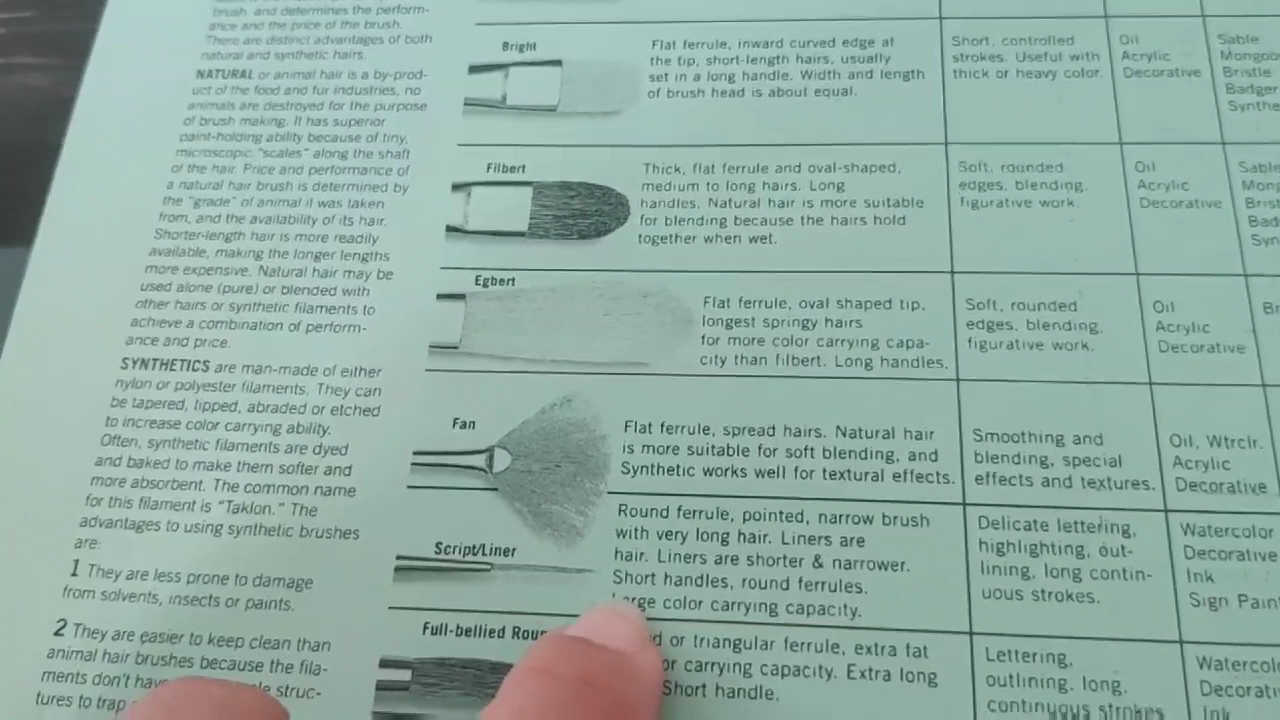 brush, and determines the perform-
ance and the price of the brush.
There are distinct advantages of both
natural and synthetic hairs.
NATURAL or animal hair is a by-prod-
uct of the food and fur industries, no
animals are destroyed for the purpose
of brush making. It has superior
paint-holding ability because of tiny,
microscopic "scales" along the shaft
of the hair. Price and performance of
a natural hair brush is determined by
the "grade" of animal it was taken
from, and the availability of its hair.
Shorter-length hair is more readily
available, making the longer lengths
more expensive. Natural hair may be
used alone (pure) or blended with
other hairs or synthetic filaments to
achieve a combination of perform-
ance and price.
SYNTHETICS are man-made of either
nylon or polyester filaments. They can
be tapered, tipped, abraded or etched
to increase color carrying ability.
Often, synthetic filaments are dyed
and baked to make them softer and
more absorbent. The common name
for this filament is "Taklon." The
advantages to using synthetic brushes
are:
1 They are less prone to damage
from solvents, insects or paints.
2 They are easier to keep clean than
animal hair brushes because the fila-
ments don't have struc-
tures to trap
Bright
Flat ferrule, inward curved edge at
the tip, short-length hairs, usually
set in a long handle. Width and length
of brush head is about equal.
Short, controlled
strokes. Useful with
thick or heavy color.
Oil
Acrylic
Decorative
Sable
Mongoo
Bristle
Badger
Synthe
Filbert
Thick, flat ferrule and oval-shaped,
medium to long hairs. Long
handles. Natural hair is more suitable
for blending because the hairs hold
together when wet.
Soft, rounded
edges, blending,
figurative work.
Oil
Acrylic
Decorative
Sable
Mon
Brist
Bad
Syn
Egbert
Flat ferrule, oval shaped tip.
longest springy hairs
for more color carrying capa-
city than filbert. Long handles.
Soft, rounded
edges, blending,
figurative work.
Oil
Acrylic
Decorative
Br
Fan
Flat ferrule, spread hairs. Natural hair
is more suitable for soft blending, and
Synthetic works well for textural effects.
Smoothing and
blending, special
effects and textures.
Oil, Wtrclr.
Acrylic
Decorative
Script/Liner
Round ferrule, pointed, narrow brush
with very long hair. Liners are
hair. Liners are shorter & narrower.
Short handles, round ferrules.
Large color carrying capacity.
Delicate lettering,
highlighting, out-
lining, long contin-
uous strokes.
Watercolor
Decorative
Ink
Sign Pain
Full-bellied Rou
d or triangular ferrule, extra fat
or carrying capacity. Extra long
Short handle.
Lettering,
outlining, long,
continuous strokes
Watercol
Decorati
Ink